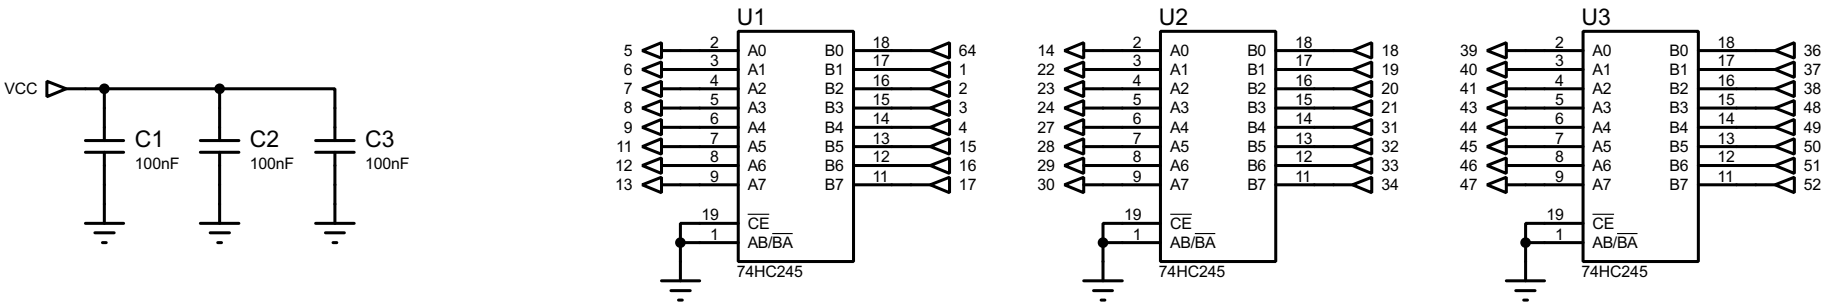 U1 U2 U3
5 2 A0 B0 18 64 14 2 A0 B0 18 18 39 2 A0 B0 18 36
6 3 A1 B1 17 1 22 3 A1 B1 17 19 40 3 A1 B1 17 37
VCC 7 4 A2 B2 16 2 23 4 A2 B2 16 20 41 4 A2 B2 16 38
8 5 A3 B3 15 3 24 5 A3 B3 15 21 43 5 A3 B3 15 48
9 6 A4 B4 14 4 27 6 A4 B4 14 31 44 6 A4 B4 14 49
C1 C2 C3 11 7 A5 B5 13 15 28 7 A5 B5 13 32 45 7 A5 B5 13 50
100nF 100nF 100nF 12 8 A6 B6 12 16 29 8 A6 B6 12 33 46 8 A6 B6 12 51
13 9 A7 B7 11 17 30 9 A7 B7 11 34 47 9 A7 B7 11 52
19 CE 19 CE 19 CE
1 AB/BA 1 AB/BA 1 AB/BA
74HC245 74HC245 74HC245